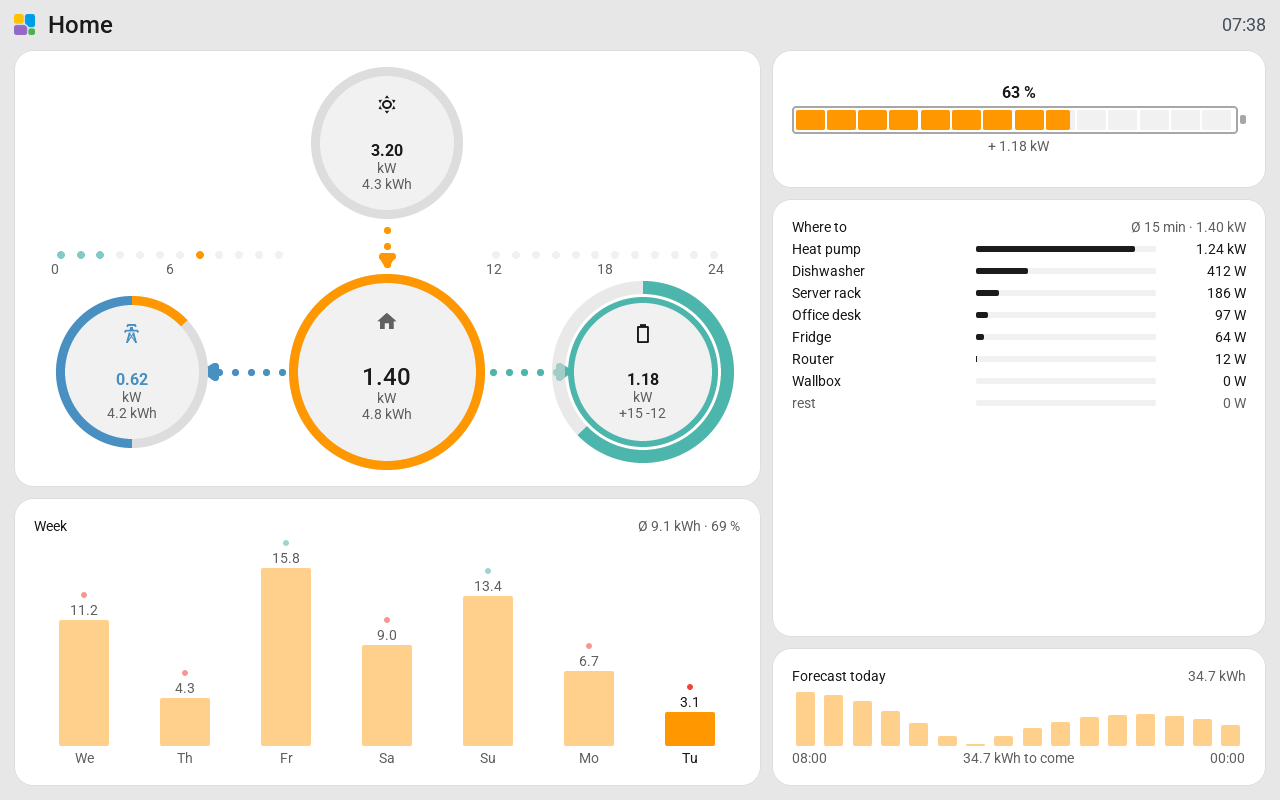 Home
07:38
3.20
kW
4.3 kWh
0
6
12
18
24
0.62
kW
4.2 kWh
1.40
kW
4.8 kWh
1.18
kW
+15 -12
63 %
+ 1.18 kW
Where to
Ø 15 min · 1.40 kW
Heat pump
1.24 kW
Dishwasher
412 W
Server rack
186 W
Office desk
97 W
Fridge
64 W
Router
12 W
Wallbox
0 W
rest
0 W
Week
Ø 9.1 kWh · 69 %
11.2
4.3
15.8
9.0
13.4
6.7
3.1
We
Th
Fr
Sa
Su
Mo
Tu
Forecast today
34.7 kWh
08:00
34.7 kWh to come
00:00